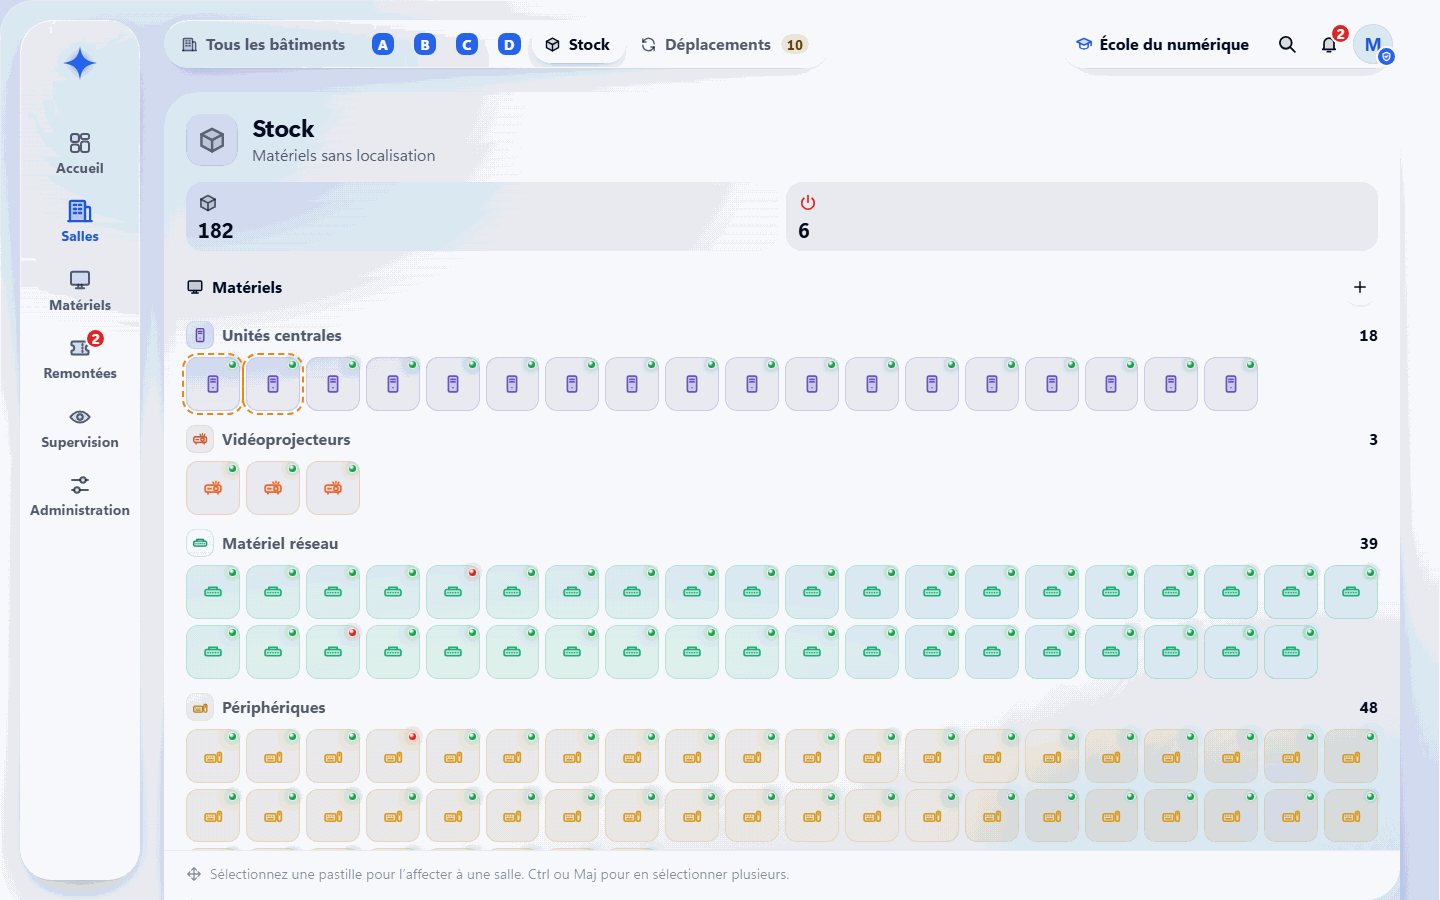 Tous les bâtiments
A
B
C
D
Stock
Déplacements
10
École du numérique
2
M
Accueil
Salles
Matériels
2
Remontées
Supervision
Administration
Stock
Matériels sans localisation
182
6
Matériels
Unités centrales
18
Vidéoprojecteurs
3
Matériel réseau
39
Périphériques
48
Sélectionnez une pastille pour l'affecter à une salle. Ctrl ou Maj pour en sélectionner plusieurs.